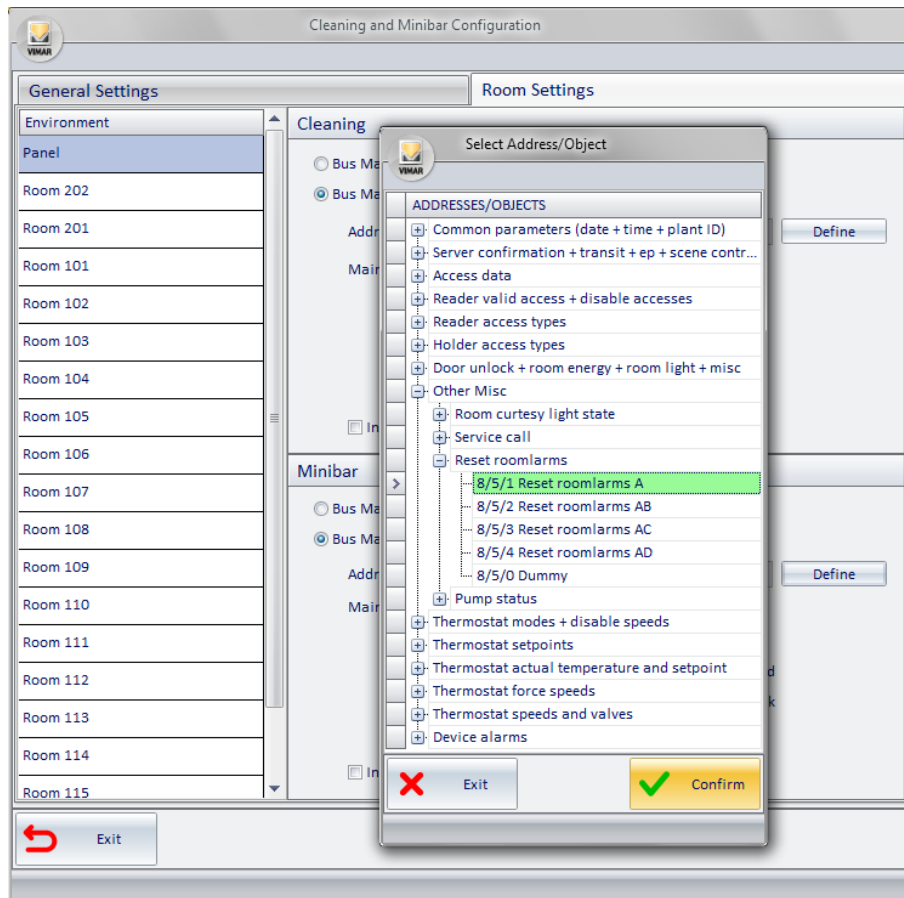 Cleaning and Minibar Configuration
VIMAR
General Settings
Room Settings
Environment
Panel
Room 202
Room 201
Room 101
Room 102
Room 103
Room 104
Room 105
Room 106
Room 107
Room 108
Room 109
Room 110
Room 111
Room 112
Room 113
Room 114
Room 115
Cleaning
Bus Ma
Bus Ma
Addr
Define
Main
In
Minibar
Bus Ma
Bus Ma
Addr
Define
Main
d
k
In
Select Address/Object
VIMAR
ADDRESSES/OBJECTS
Common parameters (date + time + plant ID)
Server confirmation + transit + ep + scene contr...
Access data
Reader valid access + disable accesses
Reader access types
Holder access types
Door unlock + room energy + room light + misc
Other Misc
Room curtesy light state
Service call
Reset roomlarms
8/5/1 Reset roomlarms A
8/5/2 Reset roomlarms AB
8/5/3 Reset roomlarms AC
8/5/4 Reset roomlarms AD
8/5/0 Dummy
Pump status
Thermostat modes + disable speeds
Thermostat setpoints
Thermostat actual temperature and setpoint
Thermostat force speeds
Thermostat speeds and valves
Device alarms
Exit
Confirm
Exit